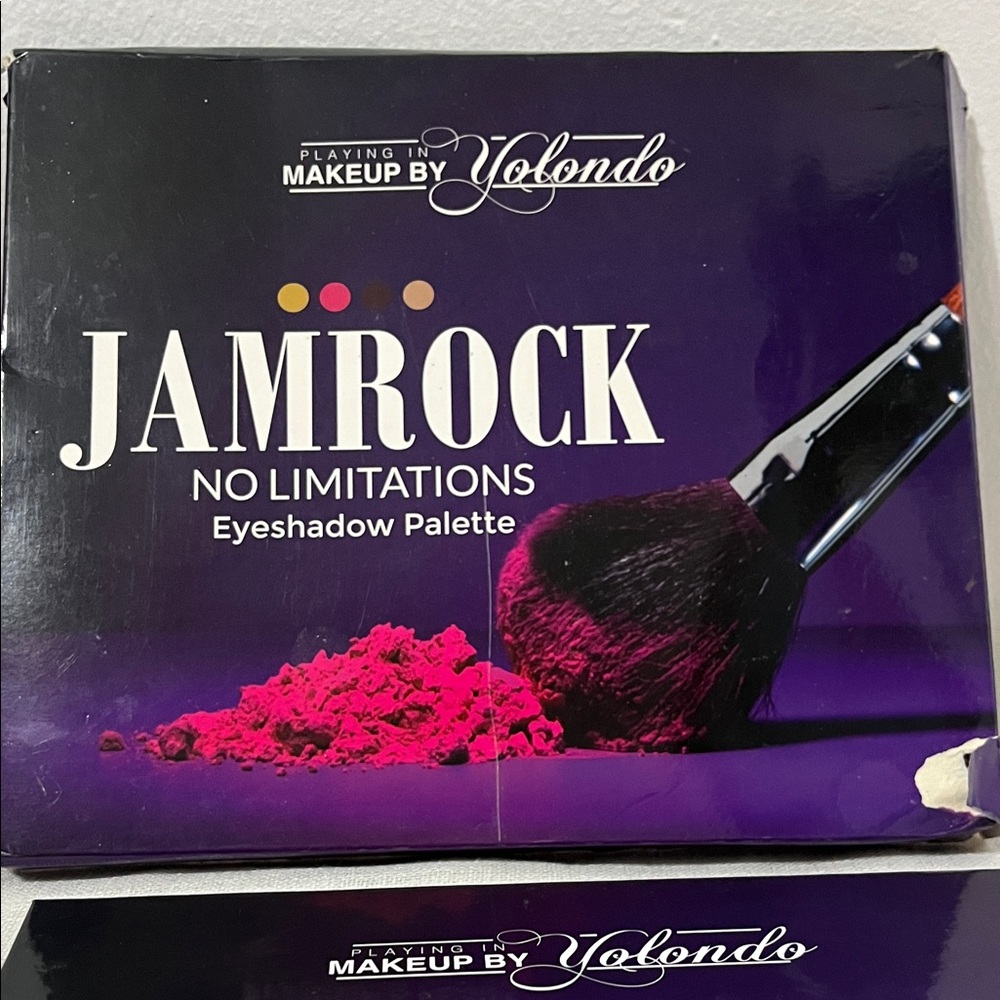 PLAYING IN
MAKEUP BY Yolondo
JAMROCK
NO LIMITATIONS
Eyeshadow Palette
PLAYING IN
MAKEUP BY Yolondo